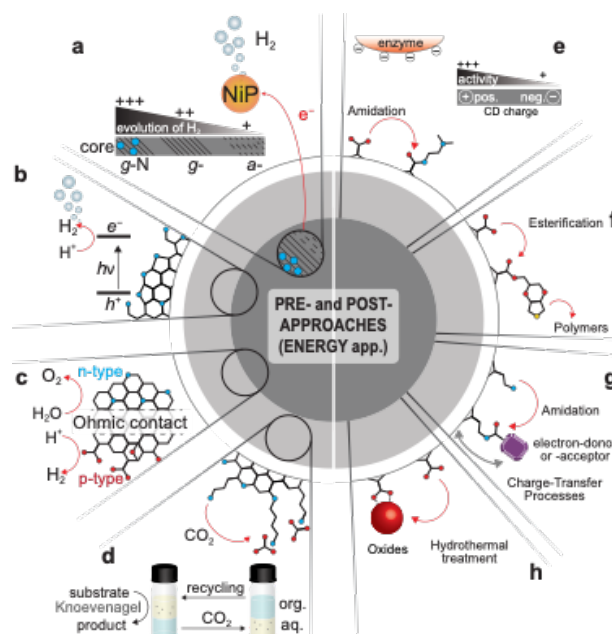 a
H2
NiP
+++
++
+
evolution of H2
core
g-N
g-
a-
e-
enzyme
e
+++
+
activity
pos.
neg.
CD charge
Amidation
b
H2
H+
e-
hν
h+
f
Esterification
Polymers
PRE- and POST-
APPROACHES
(ENERGY app.)
c
O2
n-type
H2O
Ohmic contact
H+
H2
p-type
g
Amidation
electron-dono
or -acceptor
Charge-Transfer
Processes
CO2
Oxides
Hydrothermal
treatment
h
d
substrate
Knoevenagel
product
recycling
CO2
org.
aq.